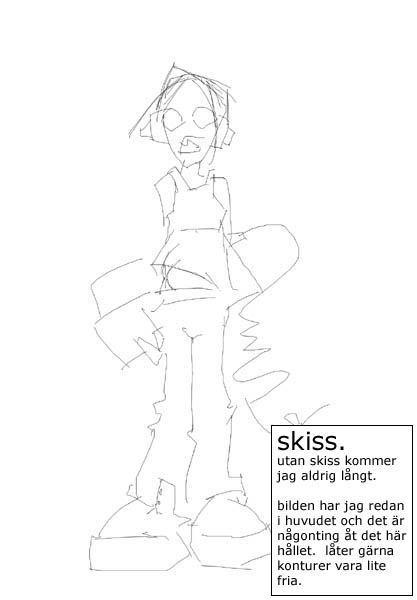 skiss.
utan skiss kommer
jag aldrig långt.
bilden har jag redan
i huvudet och det är
någonting åt det här
hållet. låter gärna
konturer vara lite
fria.